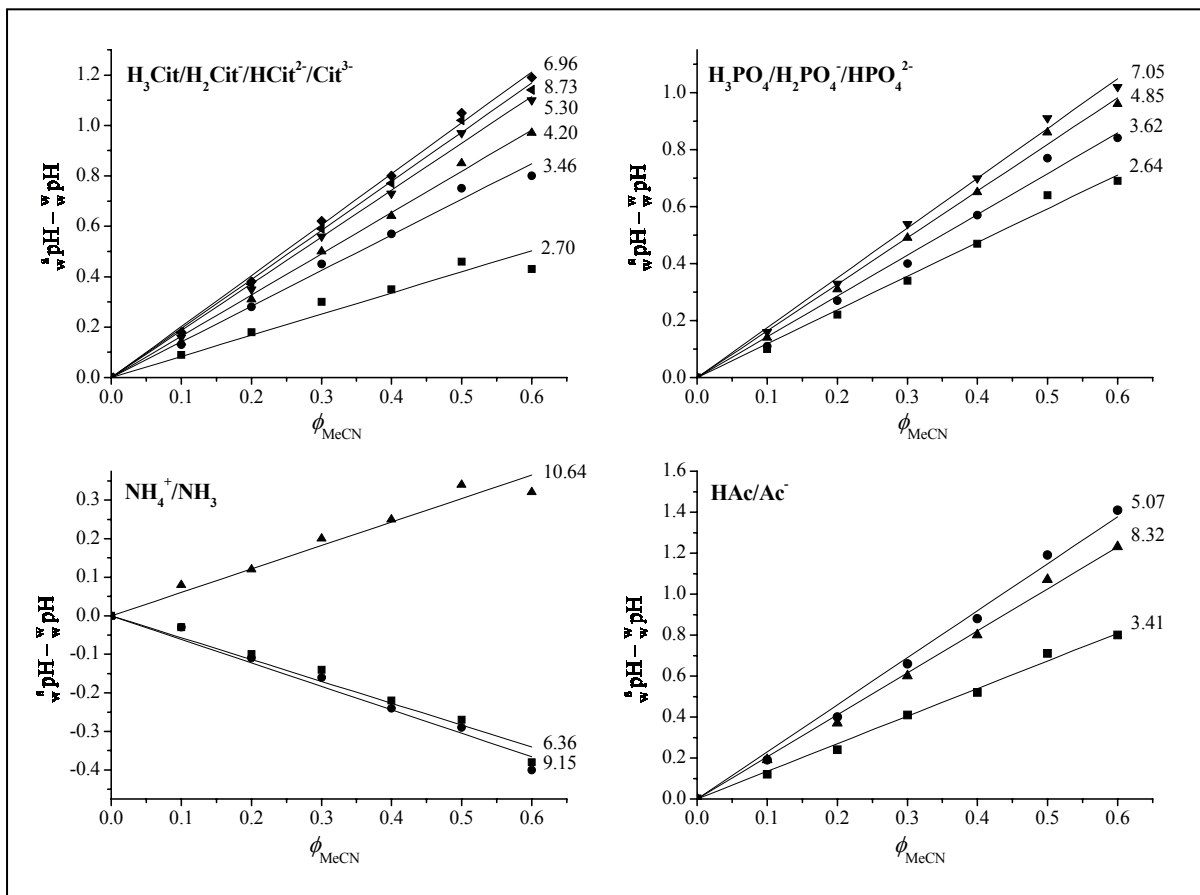 H₃Cit/H₂Cit⁻/HCit²⁻/Cit³⁻
6.96
8.73
5.30
4.20
3.46
2.70
1.2
1.0
0.8
0.6
0.4
0.2
0.0
ˢwpH – ʷwpH
0.0 0.1 0.2 0.3 0.4 0.5 0.6
ϕMeCN
H₃PO₄/H₂PO₄⁻/HPO₄²⁻
7.05
4.85
3.62
2.64
1.0
0.8
0.6
0.4
0.2
0.0
ˢwpH – ʷwpH
0.0 0.1 0.2 0.3 0.4 0.5 0.6
ϕMeCN
NH₄⁺/NH₃
10.64
6.36
9.15
0.3
0.2
0.1
0.0
-0.1
-0.2
-0.3
-0.4
ˢwpH – ʷwpH
0.0 0.1 0.2 0.3 0.4 0.5 0.6
ϕMeCN
HAc/Ac⁻
5.07
8.32
3.41
1.6
1.4
1.2
1.0
0.8
0.6
0.4
0.2
0.0
ˢwpH – ʷwpH
0.0 0.1 0.2 0.3 0.4 0.5 0.6
ϕMeCN